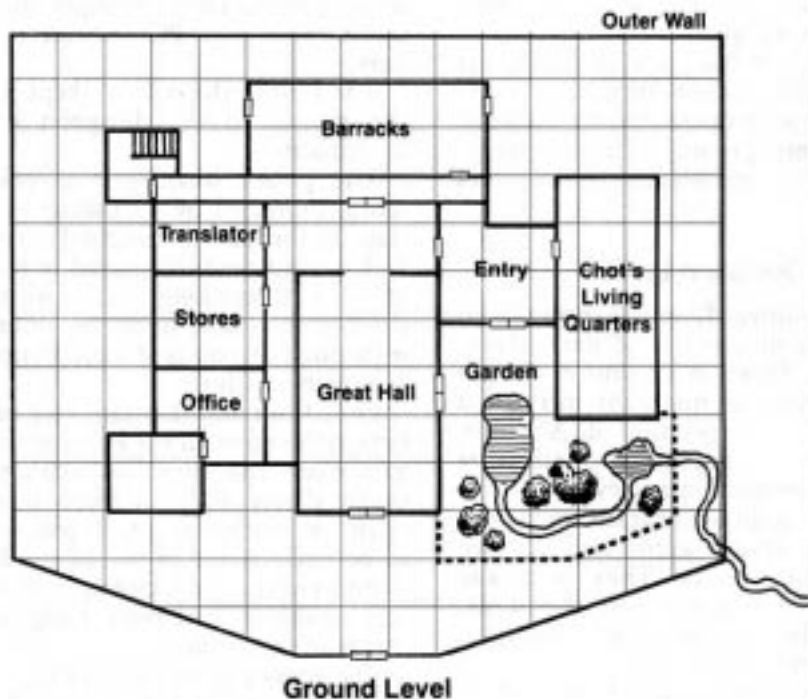 Outer Wall
Barracks
Translator
Entry
Chot's
Living
Quarters
Stores
Garden
Office
Great Hall
Ground Level